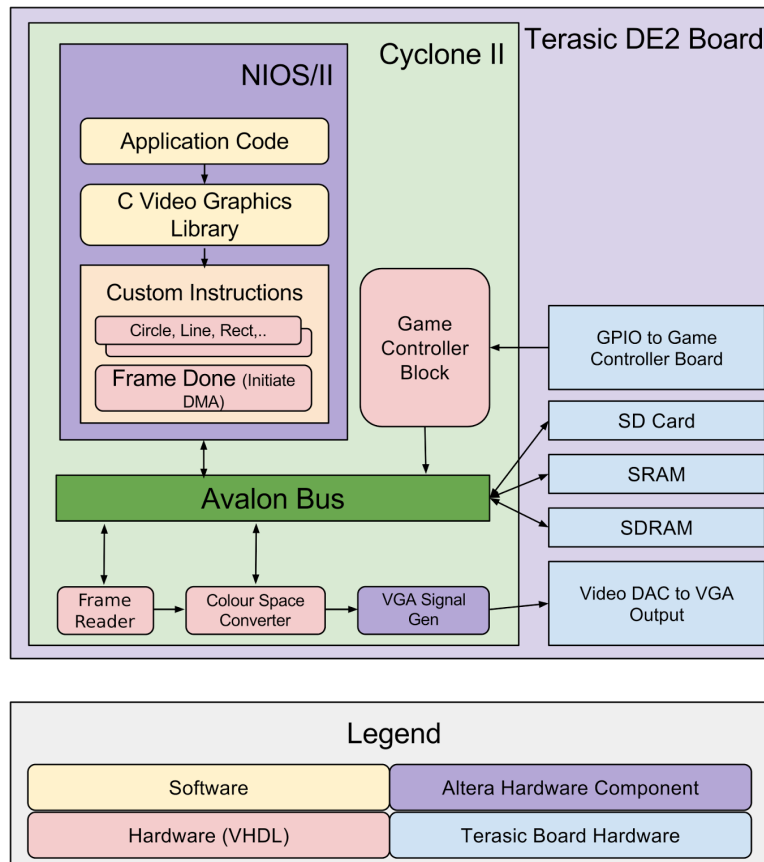 Terasic DE2 Board
Cyclone II
NIOS/II
Application Code
C Video Graphics
Library
Custom Instructions
Circle, Line, Rect,..
Frame Done (Initiate
DMA)
Game
Controller
Block
GPIO to Game
Controller Board
SD Card
SRAM
SDRAM
Avalon Bus
Frame
Reader
Colour Space
Converter
VGA Signal
Gen
Video DAC to VGA
Output
Legend
Software
Altera Hardware Component
Hardware (VHDL)
Terasic Board Hardware